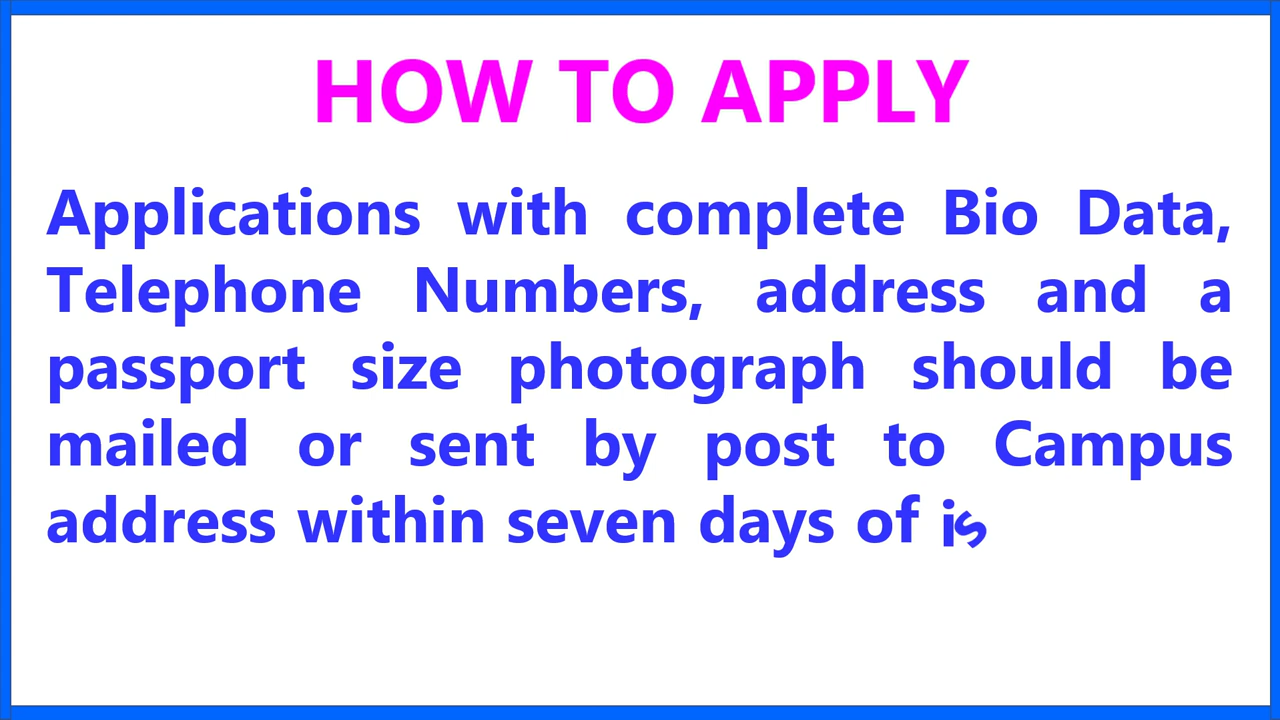 HOW TO APPLY
Applications with complete Bio Data,
Telephone Numbers, address and a
passport size photograph should be
mailed or sent by post to Campus
address within seven days of is